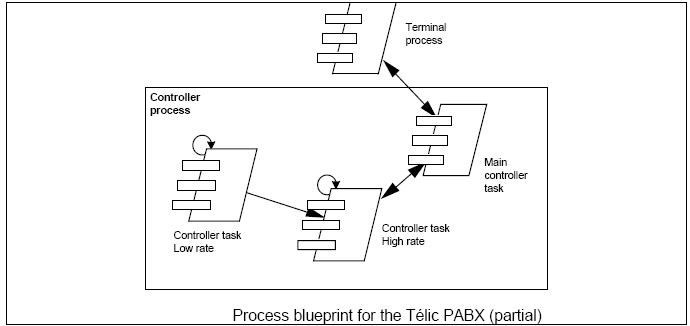 Terminal
process
Controller
process
Main
controller
task
Controller task
Low rate
Controller task
High rate
Process blueprint for the Télic PABX (partial)